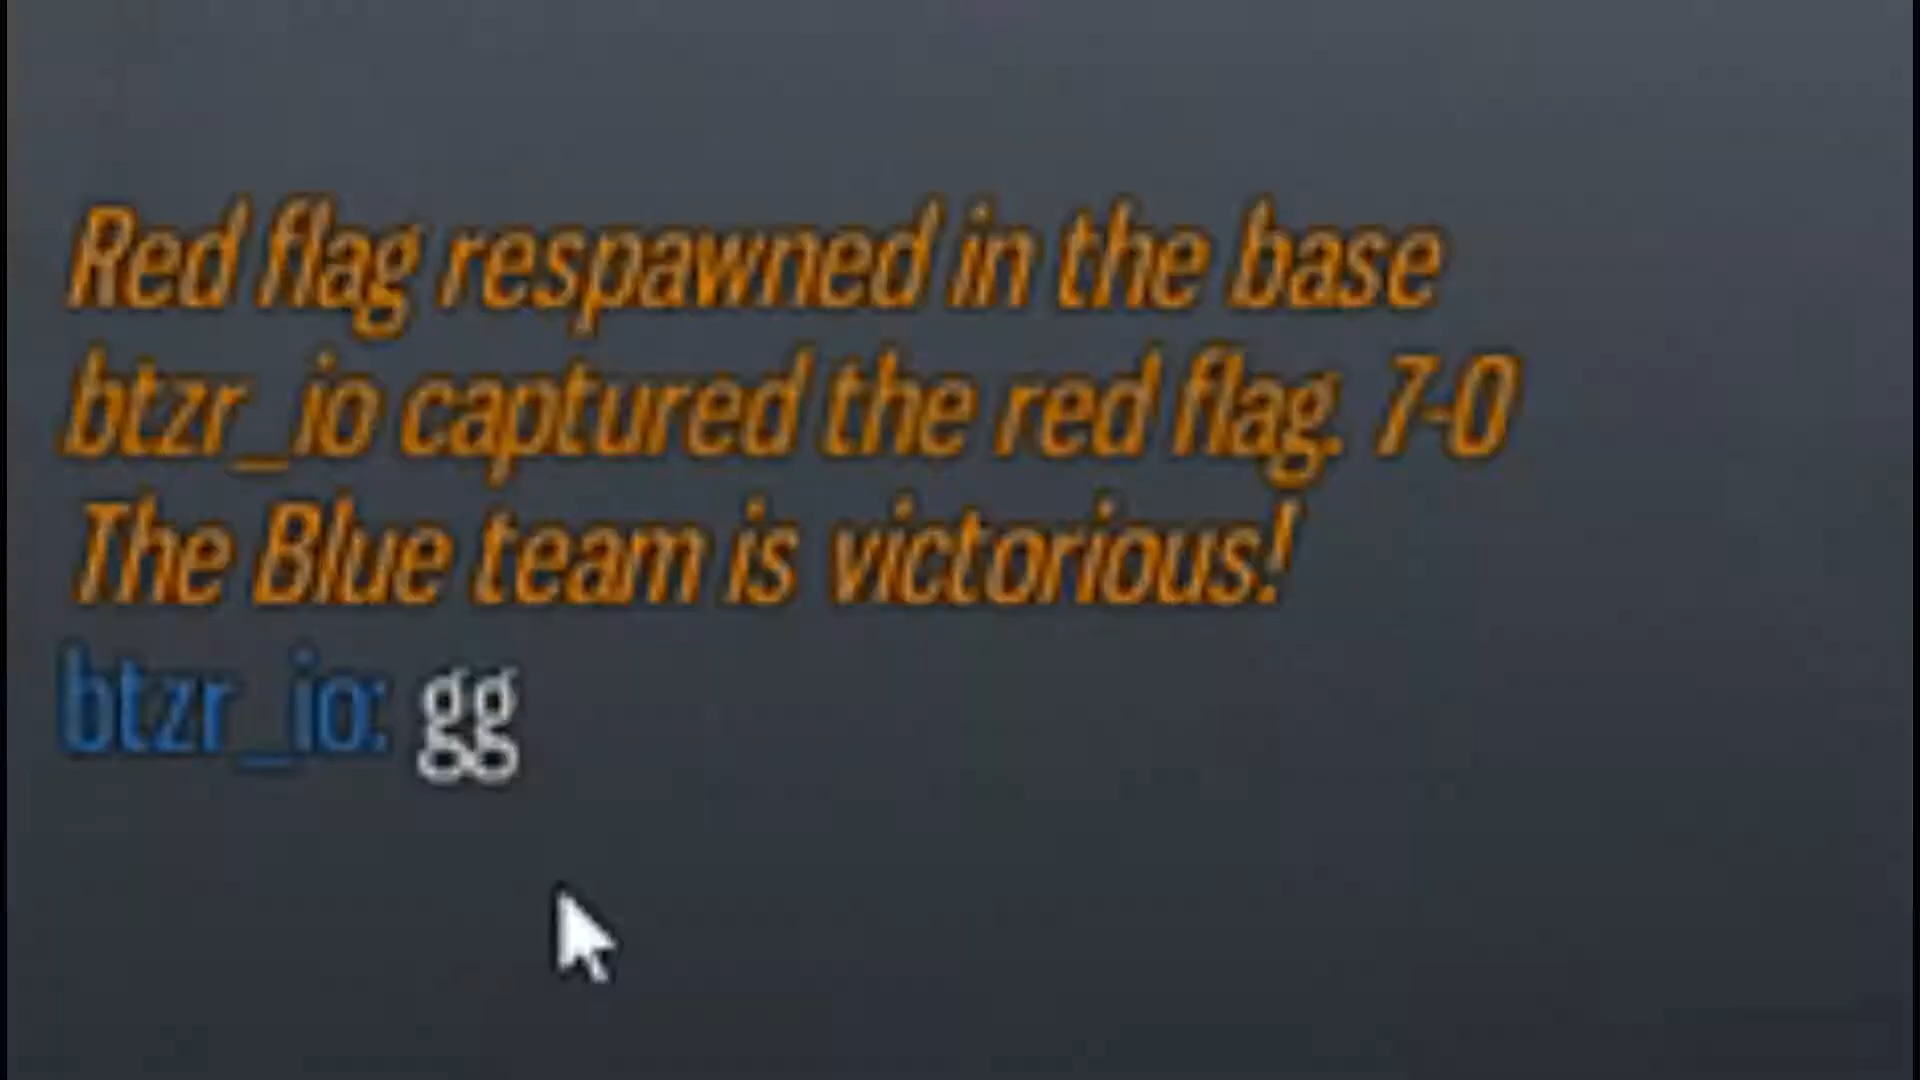 Red flag respawned in the base
btzr_io captured the red flag. 7-0
The Blue team is victorious!
btzr_io: gg